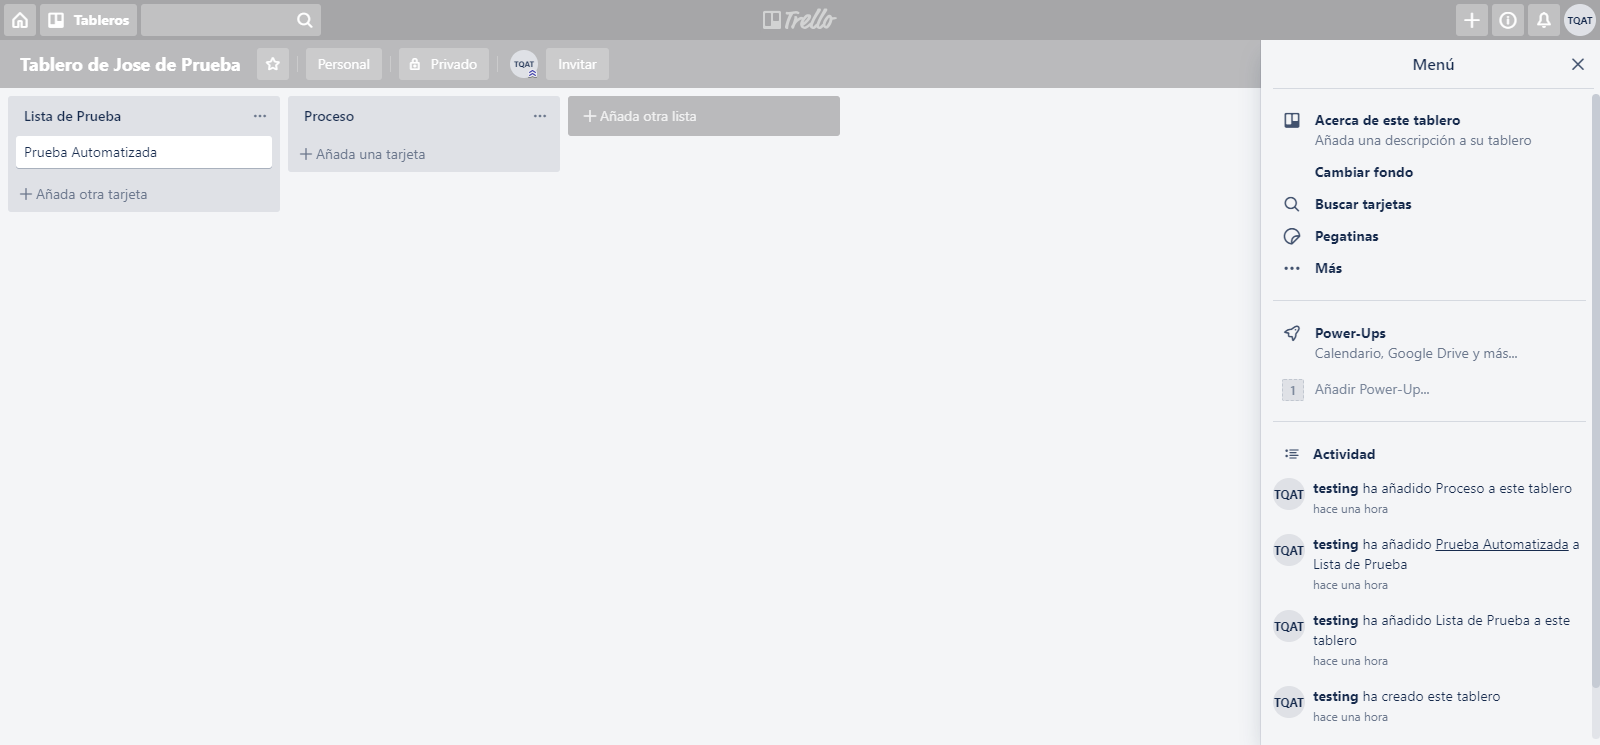 Tableros
Trello
TQAT
Tablero de Jose de Prueba
Personal
Privado
TQAT
Invitar
Lista de Prueba
Prueba Automatizada
Añada otra tarjeta
Proceso
Añada una tarjeta
Añada otra lista
Menú
Acerca de este tablero
Añada una descripción a su tablero
Cambiar fondo
Buscar tarjetas
Pegatinas
Más
Power-Ups
Calendario, Google Drive y más...
1 Añadir Power-Up...
Actividad
TQAT testing ha añadido Proceso a este tablero
hace una hora
TQAT testing ha añadido Prueba Automatizada a
Lista de Prueba
hace una hora
TQAT testing ha añadido Lista de Prueba a este
tablero
hace una hora
TQAT testing ha creado este tablero
hace una hora